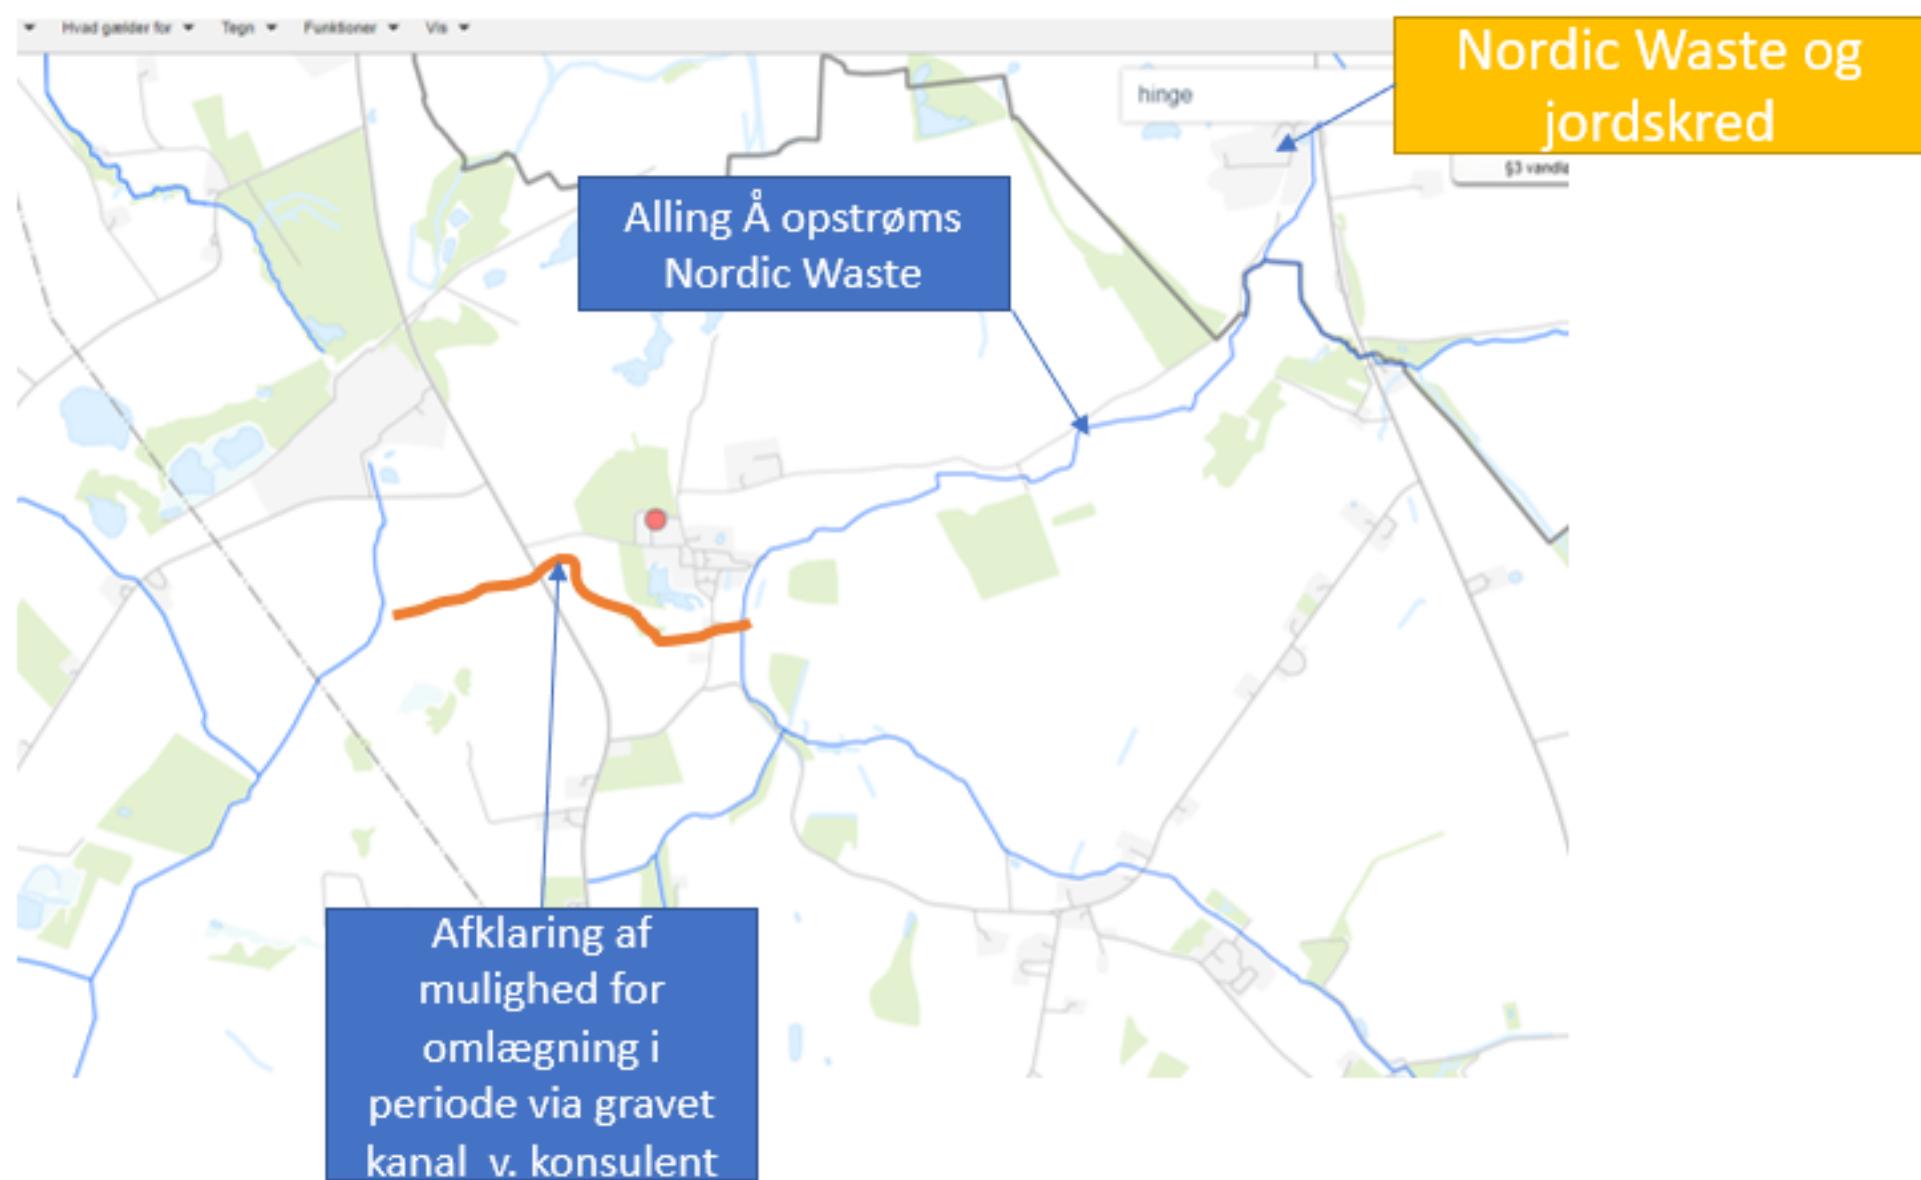 Hvad gælder for
Tegn
Funktioner
Vis
Nordic Waste og
jordskred
hinge
Alling Å opstrøms
Nordic Waste
Afklaring af
mulighed for
omlægning i
periode via gravet
kanal v. konsulent